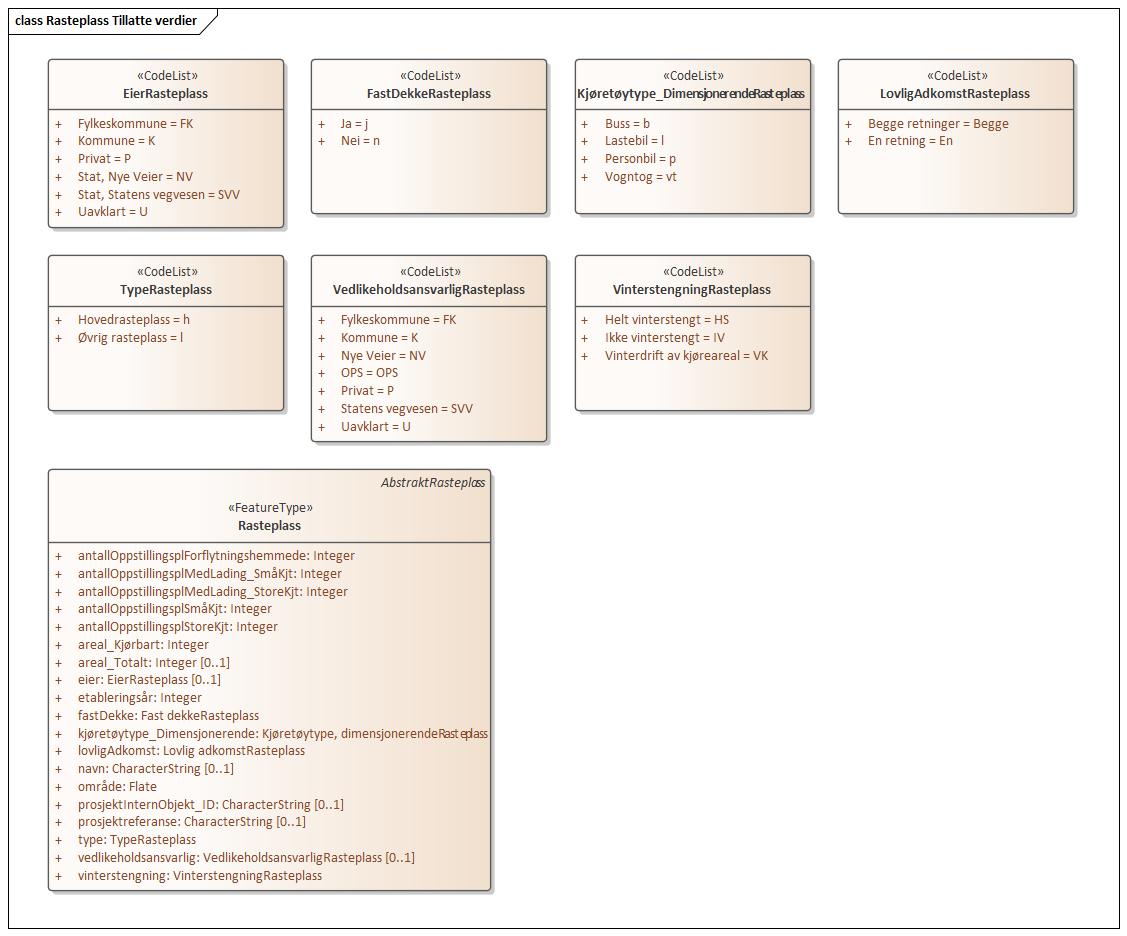 class Rasteplass Tillatte verdier
«CodeList»
EierRasteplass
+ Fylkeskommune = FK
+ Kommune = K
+ Privat = P
+ Stat, Nye Veier = NV
+ Stat, Statens vegvesen = SVV
+ Uavklart = U
«CodeList»
FastDekkeRasteplass
+ Ja = j
+ Nei = n
«CodeList»
Kjøretøytype_DimensjonerendeRasteplass
+ Buss = b
+ Lastebil = l
+ Personbil = p
+ Vogntog = vt
«CodeList»
LovligAdkomstRasteplass
+ Begge retninger = Begge
+ En retning = En
«CodeList»
TypeRasteplass
+ Hovedrasteplass = h
+ Øvrig rasteplass = l
«CodeList»
VedlikeholdsansvarligRasteplass
+ Fylkeskommune = FK
+ Kommune = K
+ Nye Veier = NV
+ OPS = OPS
+ Privat = P
+ Statens vegvesen = SVV
+ Uavklart = U
«CodeList»
VinterstengningRasteplass
+ Helt vinterstengt = HS
+ Ikke vinterstengt = IV
+ Vinterdrift av kjøreareal = VK
AbstraktRasteplass
«FeatureType»
Rasteplass
+ antallOppstillingsplForflytningshemmede: Integer
+ antallOppstillingsplMedLading_SmåKjt: Integer
+ antallOppstillingsplMedLading_StoreKjt: Integer
+ antallOppstillingsplSmåKjt: Integer
+ antallOppstillingsplStoreKjt: Integer
+ areal_Kjørbart: Integer
+ areal_Totalt: Integer [0..1]
+ eier: EierRasteplass [0..1]
+ etableringsår: Integer
+ fastDekke: Fast dekkeRasteplass
+ kjøretøytype_Dimensjonerende: Kjøretøytype, dimensjonerendeRasteplass
+ lovligAdkomst: Lovlig adkomstRasteplass
+ navn: CharacterString [0..1]
+ område: Flate
+ prosjektInternObjekt_ID: CharacterString [0..1]
+ prosjektreferanse: CharacterString [0..1]
+ type: TypeRasteplass
+ vedlikeholdsansvarlig: VedlikeholdsansvarligRasteplass [0..1]
+ vinterstengning: VinterstengningRasteplass